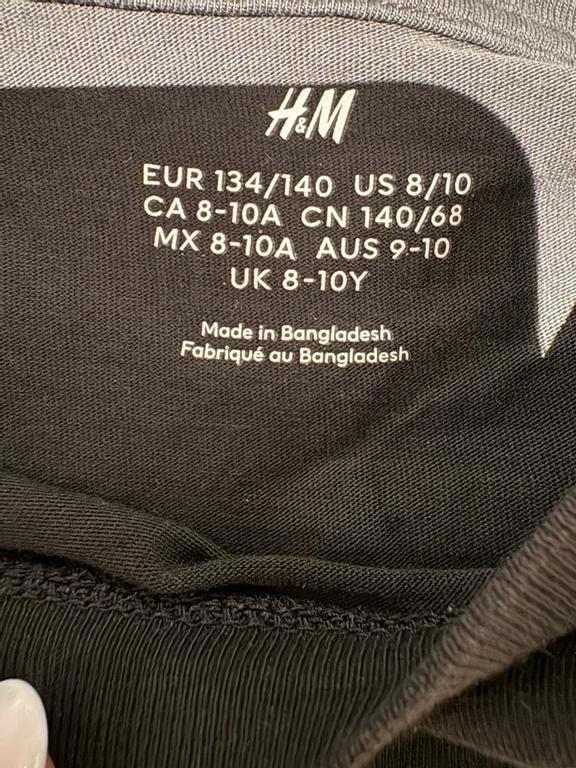 H&M
EUR 134/140 US 8/10
CA 8-10A CN 140/68
MX 8-10A AUS 9-10
UK 8-10Y
Made in Bangladesh
Fabriqué au Bangladesh